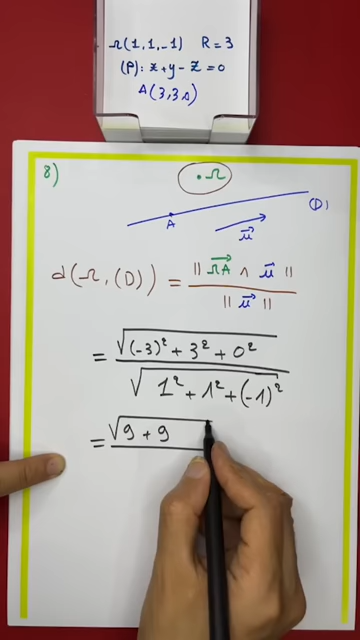 Ω(1,1,-1) R = 3
(P): x+y-z=0
A(3,3,1)
8) • Ω
(D)
A
u⃗
d(Ω,(D)) = || ΩA⃗ ∧ u⃗ || / || u⃗ ||
= √((-3)² + 3² + 0²) / √(1² + 1² + (-1)²)
= √(9 + 9